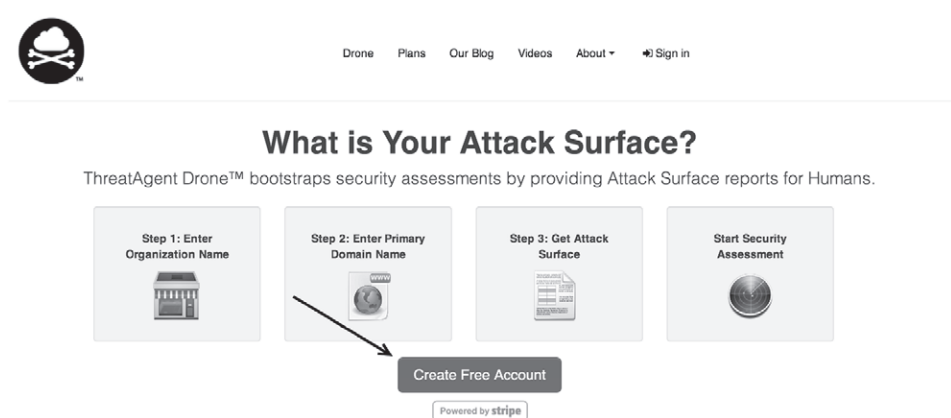 TM
Drone Plans Our Blog Videos About Sign in
What is Your Attack Surface?
ThreatAgent Drone™ bootstraps security assessments by providing Attack Surface reports for Humans.
Step 1: Enter
Organization Name
Step 2: Enter Primary
Domain Name
WWW
Step 3: Get Attack
Surface
Start Security
Assessment
Create Free Account
Powered by stripe